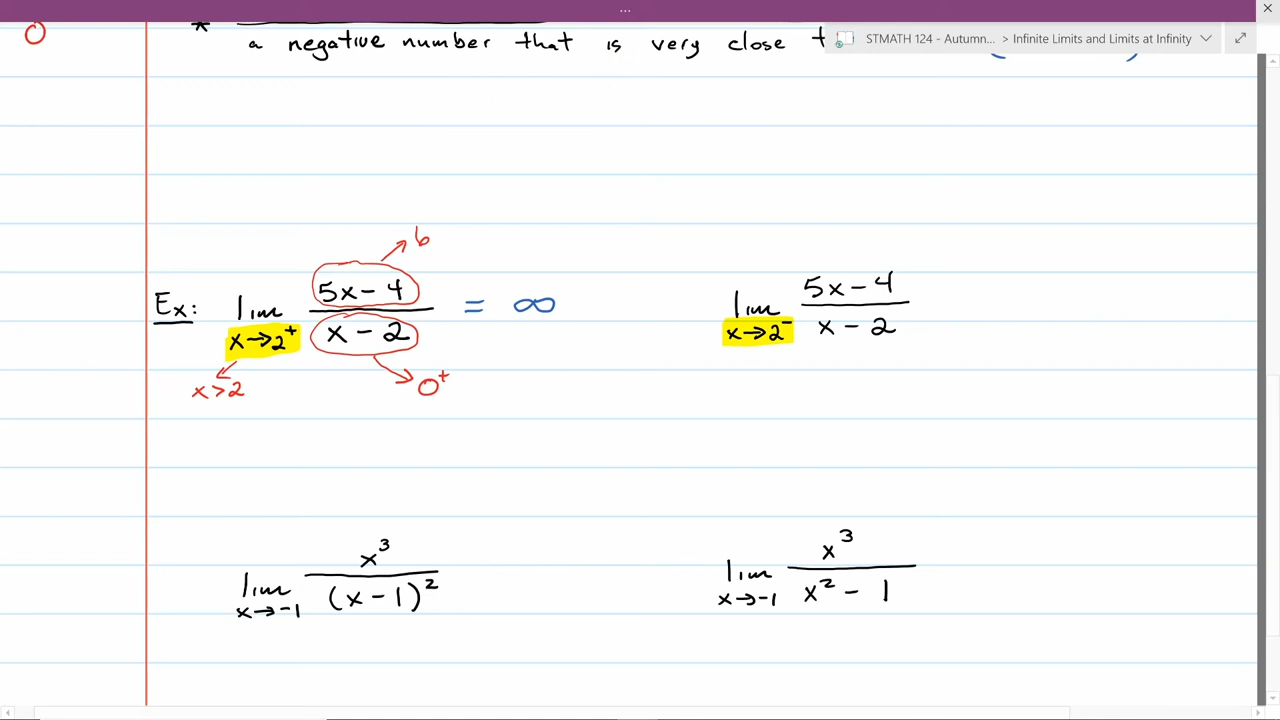 ...
STMATH 124 - Autumn... > Infinite Limits and Limits at Infinity
* a negative number that is very close t
Ex: lim x→2⁺ (5x − 4)/(x − 2) = ∞
→ 6
x > 2
→ 0⁺
lim x→2⁻ (5x − 4)/(x − 2)
lim x→−1 x³/(x − 1)²
lim x→−1 x³/(x² − 1)
0